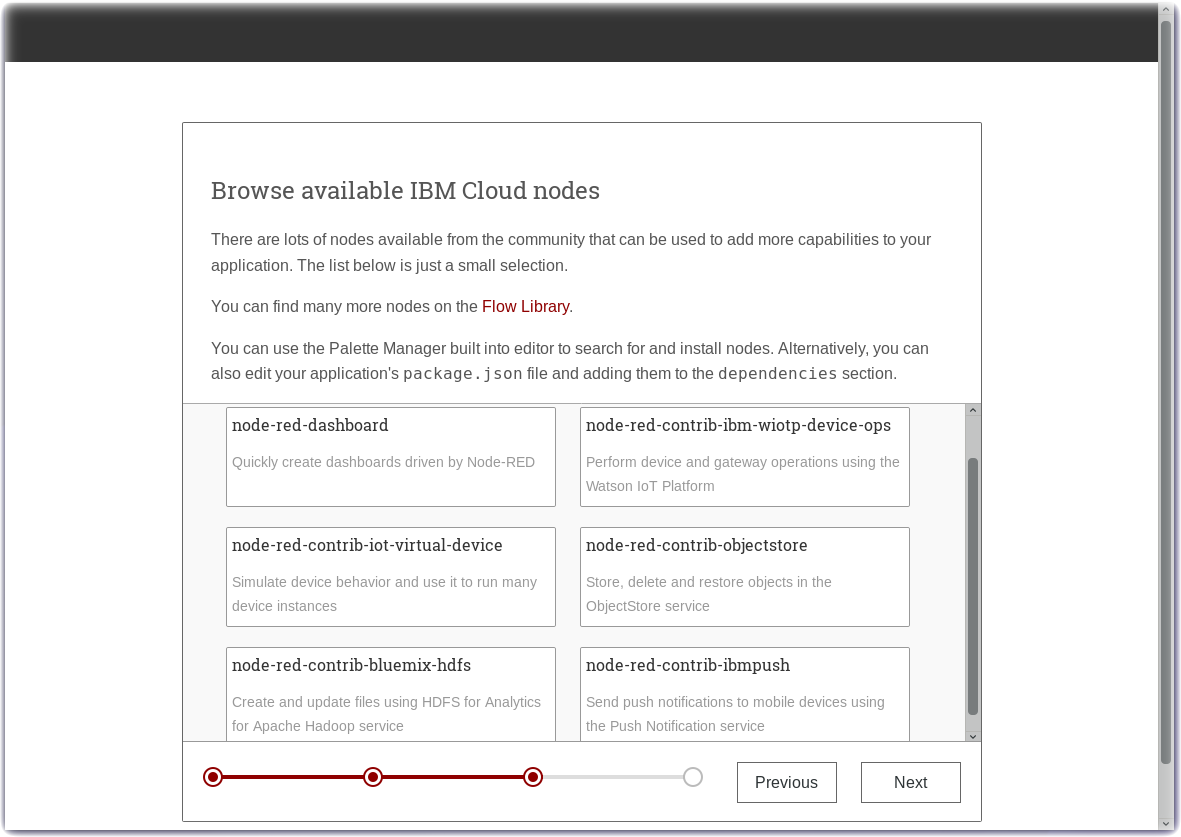 Browse available IBM Cloud nodes
There are lots of nodes available from the community that can be used to add more capabilities to your
application. The list below is just a small selection.
You can find many more nodes on the Flow Library.
You can use the Palette Manager built into editor to search for and install nodes. Alternatively, you can
also edit your application's package.json file and adding them to the dependencies section.
node-red-dashboard
Quickly create dashboards driven by Node-RED
node-red-contrib-ibm-wiotp-device-ops
Perform device and gateway operations using the
Watson IoT Platform
node-red-contrib-iot-virtual-device
Simulate device behavior and use it to run many
device instances
node-red-contrib-objectstore
Store, delete and restore objects in the
ObjectStore service
node-red-contrib-bluemix-hdfs
Create and update files using HDFS for Analytics
for Apache Hadoop service
node-red-contrib-ibmpush
Send push notifications to mobile devices using
the Push Notification service
Previous
Next